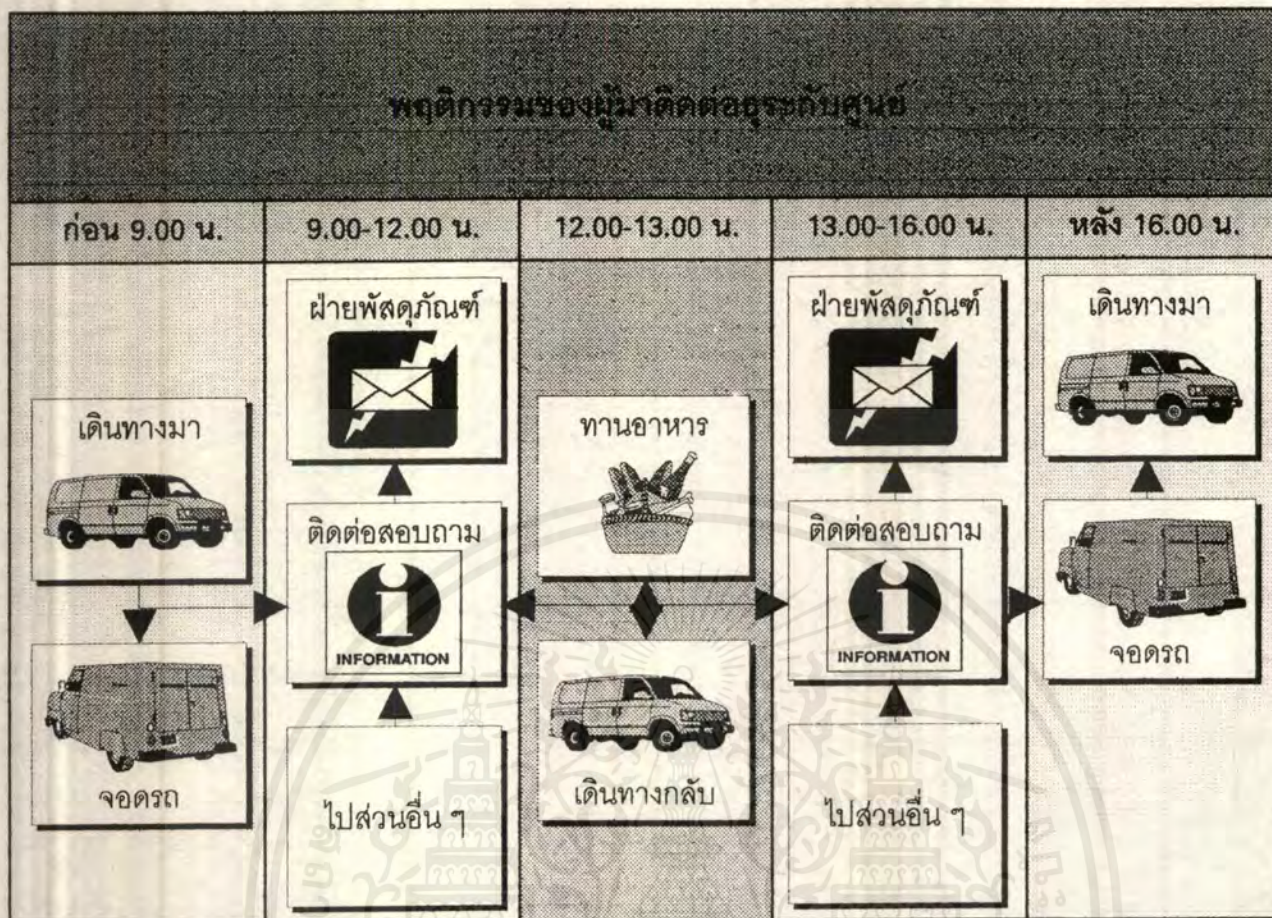 พฤติกรรมของผู้มาติดต่อธุระกับศูนย์
ก่อน 9.00 น.
9.00-12.00 น.
12.00-13.00 น.
13.00-16.00 น.
หลัง 16.00 น.
เดินทางมา
จอดรถ
ฝ่ายพัสดุภัณฑ์
ติดต่อสอบถาม
INFORMATION
ไปส่วนอื่น ๆ
ทานอาหาร
เดินทางกลับ
ฝ่ายพัสดุภัณฑ์
ติดต่อสอบถาม
INFORMATION
ไปส่วนอื่น ๆ
เดินทางมา
จอดรถ